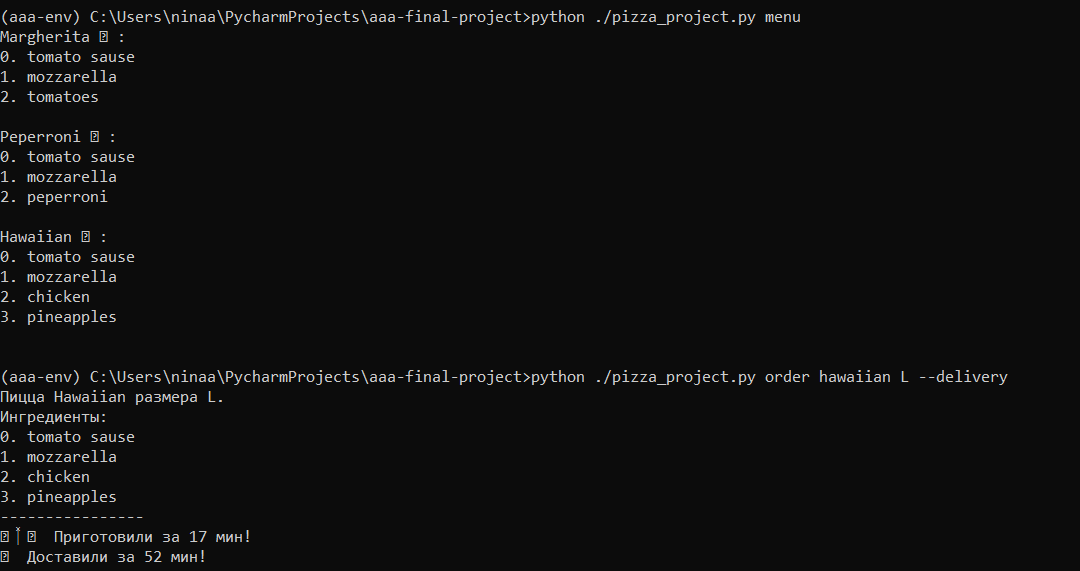 (aaa-env) C:\Users\ninaa\PycharmProjects\aaa-final-project>python ./pizza_project.py menu
Margherita ⍰ :
0. tomato sause
1. mozzarella
2. tomatoes
Peperroni ⍰ :
0. tomato sause
1. mozzarella
2. peperroni
Hawaiian ⍰ :
0. tomato sause
1. mozzarella
2. chicken
3. pineapples
(aaa-env) C:\Users\ninaa\PycharmProjects\aaa-final-project>python ./pizza_project.py order hawaiian L --delivery
Пицца Hawaiian размера L.
Ингредиенты:
0. tomato sause
1. mozzarella
2. chicken
3. pineapples
----------------
⍰ ⍰ Приготовили за 17 мин!
⍰ Доставили за 52 мин!